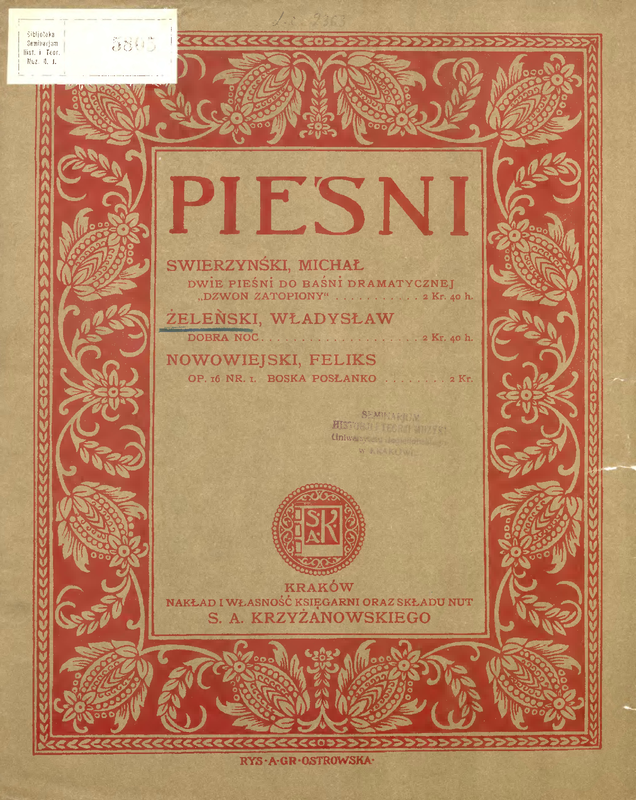 Biblioteka
Seminarjum
Hist. i Teor.
Muz. U. J.
PIEŚNI
SWIERZYNŚKI, MICHAŁ
DWIE PIEŚNI DO BAŚNI DRAMATYCZNEJ
„DZWON ZATOPIONY" . . . . . . . . . . . 2 Kr. 40 h.
ŻELEŃSKI, WŁADYSŁAW
DOBRA NOC . . . . . . . . . . . . . . . . . . . . 2 Kr. 40 h.
NOWOWIEJSKI, FELIKS
OP. 16 NR. 1. BOSKA POSŁANKO . . . . . . . . 2 Kr.
SEMINARJUM
HISTORJI I TEORJI MUZYKI
W KRAKOWIE
S A K
KRAKÓW
NAKŁAD I WŁASNOŚĆ KSIĘGARNI ORAZ SKŁADU NUT
S. A. KRZYŻANOWSKIEGO
RYS·A·GR·OSTROWSKA·